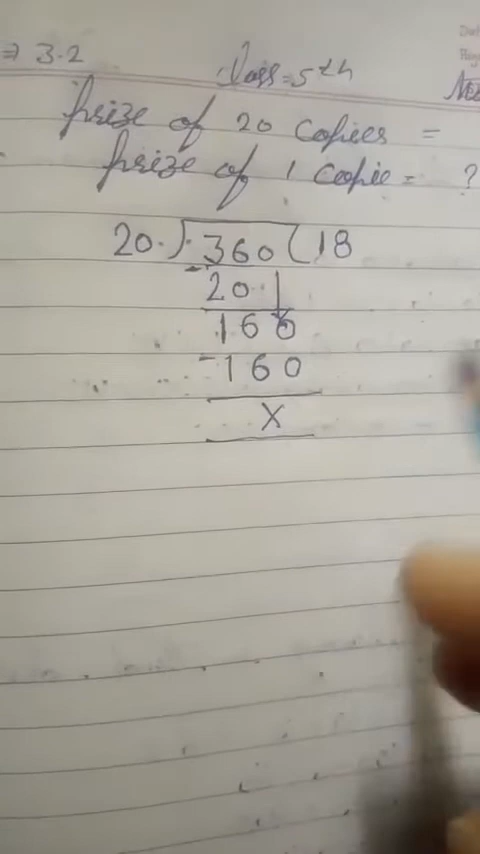 ⇒ 3.2 Class = 5th
Prize of 20 Copies =
Prize of 1 Copie = ?
20 ) 360 ( 18
- 20
160
- 160
X